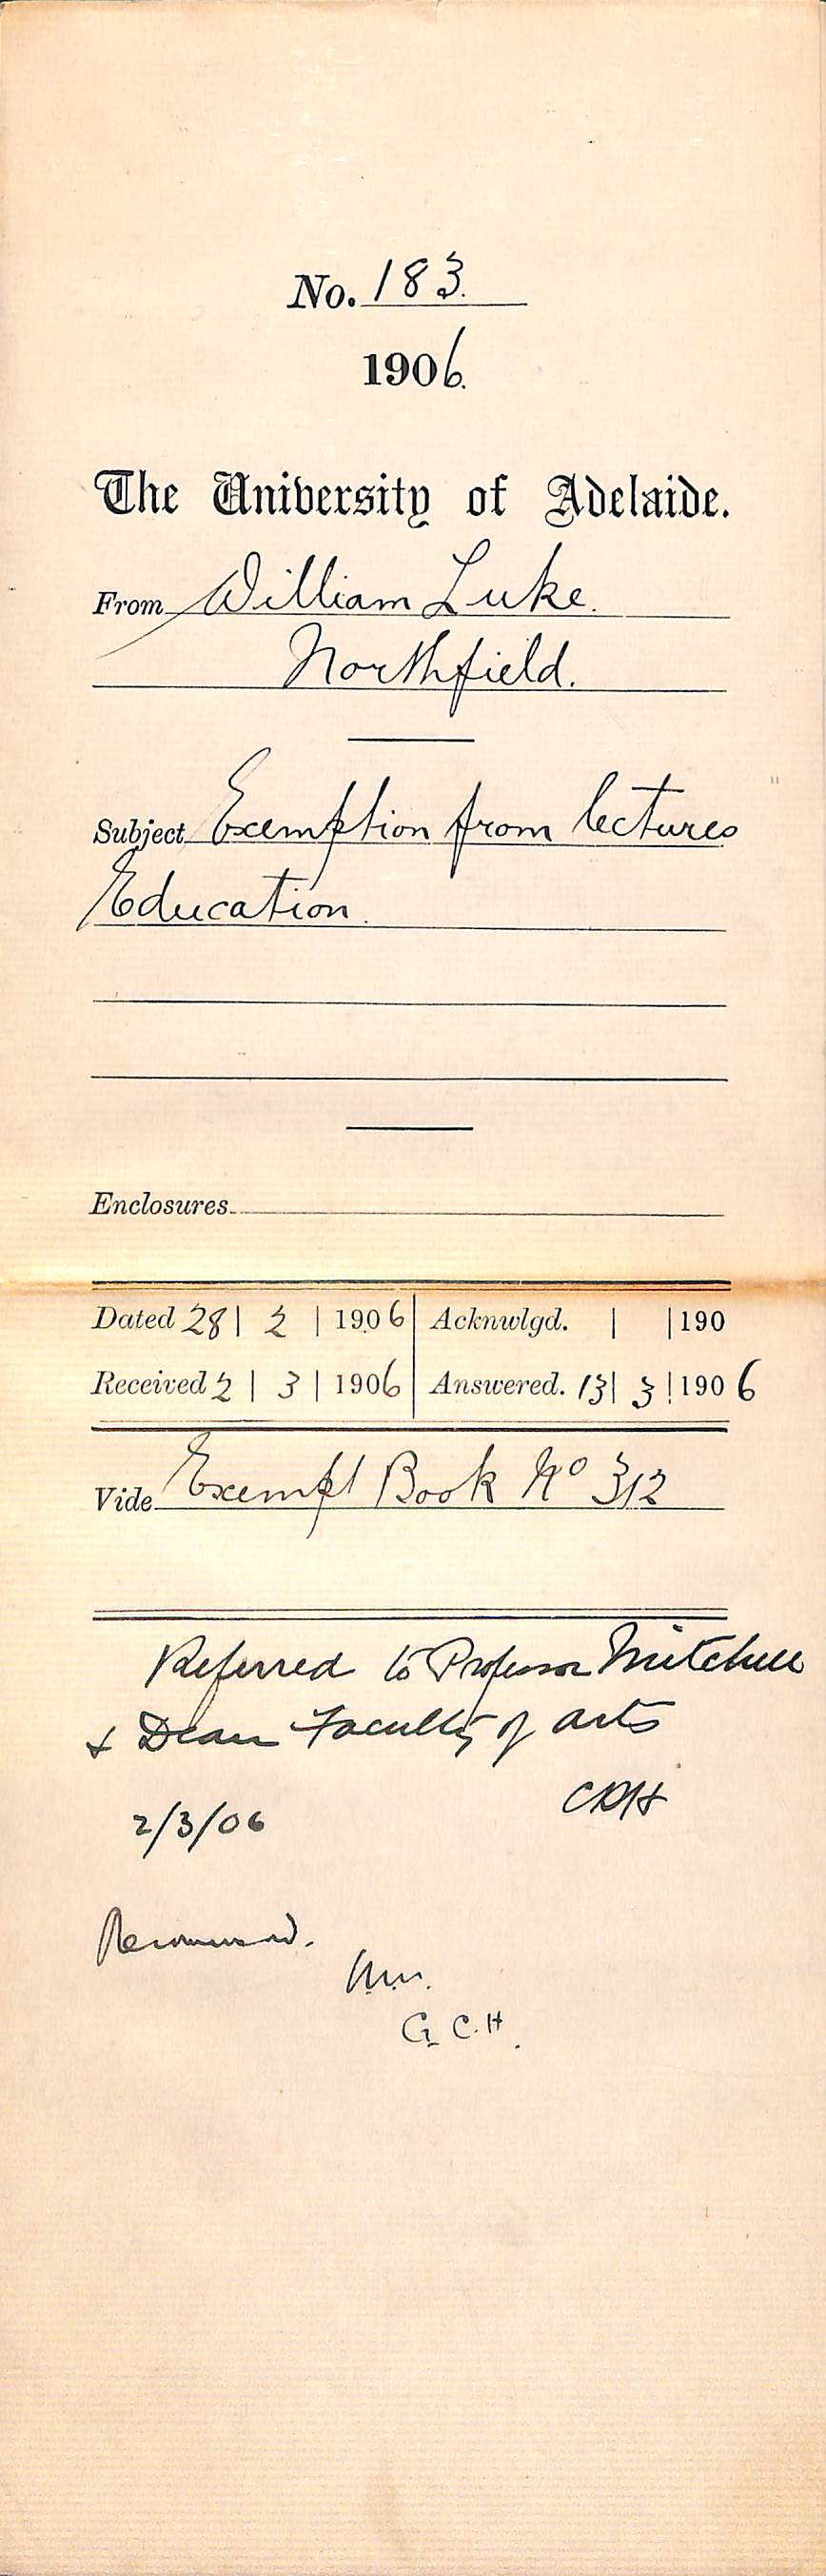 No. 183.
1906.
The University of Adelaide.
From William Luke.
Northfield.
Subject Exemption from lectures
Education.
Enclosures
Dated 28 | 2 | 1906 Acknwlgd. | | 190
Received 2 | 3 | 1906 Answered. 13 | 3 | 1906
Vide Exempt Book No 312
Referred to Professor Mitchell
& Dean Faculty of Arts
CRH
2/3/06
Recommend.
W.M.
G.C.H.